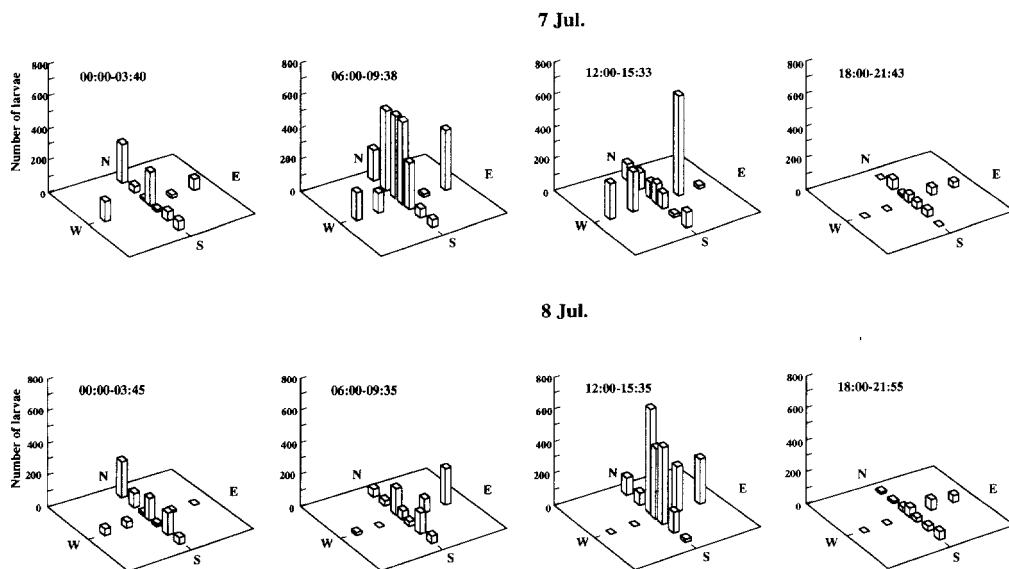 7 Jul.
Number of larvae
800
600
400
200
0
00:00-03:40
N
E
W
S
800
600
400
200
0
06:00-09:38
N
E
W
S
800
600
400
200
0
12:00-15:33
N
E
W
S
800
600
400
200
0
18:00-21:43
N
E
W
S
8 Jul.
Number of larvae
800
600
400
200
0
00:00-03:45
N
E
W
S
800
600
400
200
0
06:00-09:35
N
E
W
S
800
600
400
200
0
12:00-15:35
N
E
W
S
800
600
400
200
0
18:00-21:55
N
E
W
S